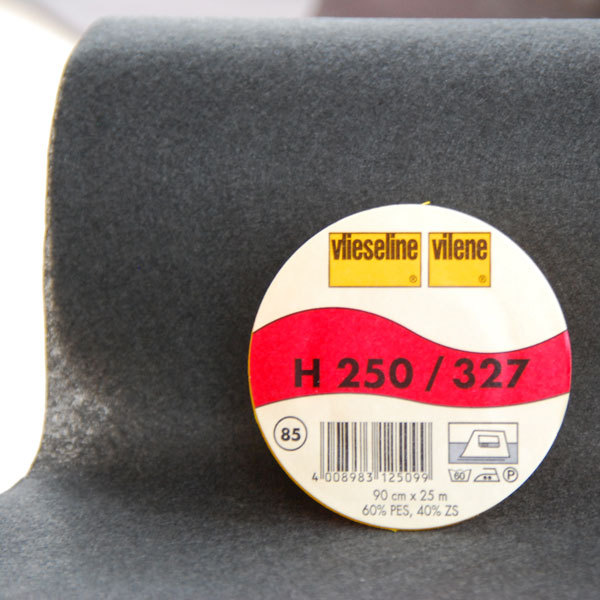 vlieseline® vilene®
H 250 / 327
85
4 008983 125099
60 P
90 cm x 25 m
60% PES, 40% ZS